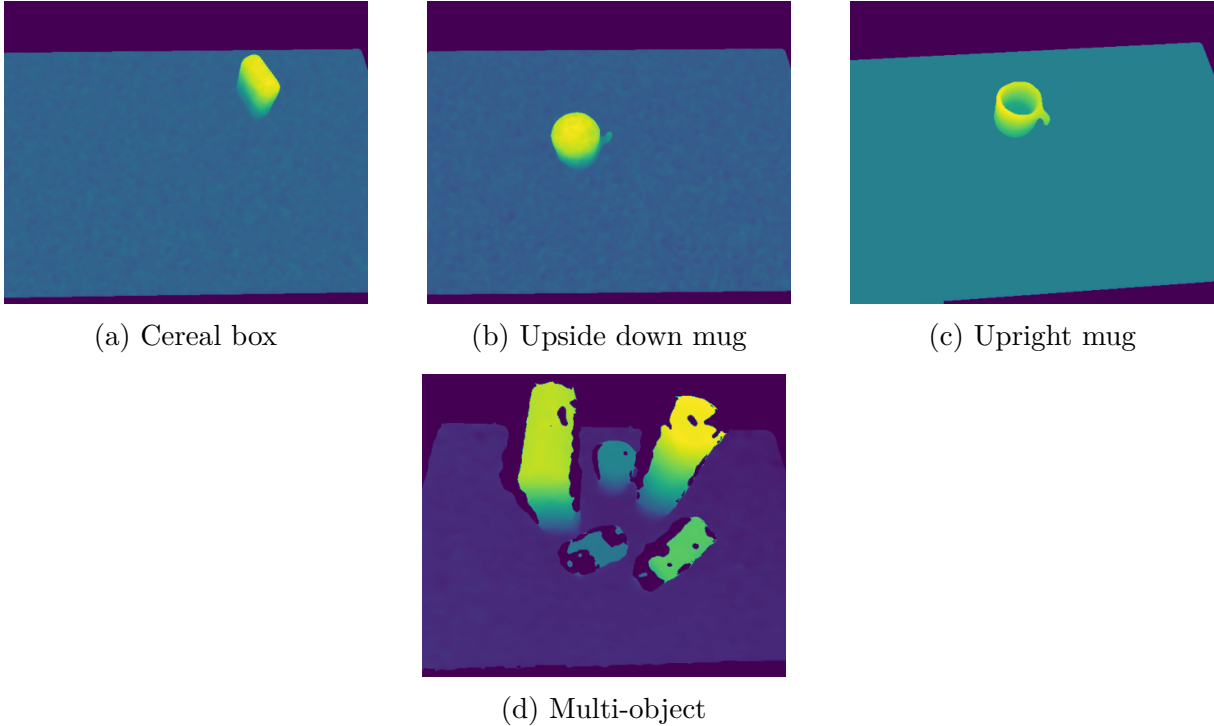 (a) Cereal box
(b) Upside down mug
(c) Upright mug
(d) Multi-object